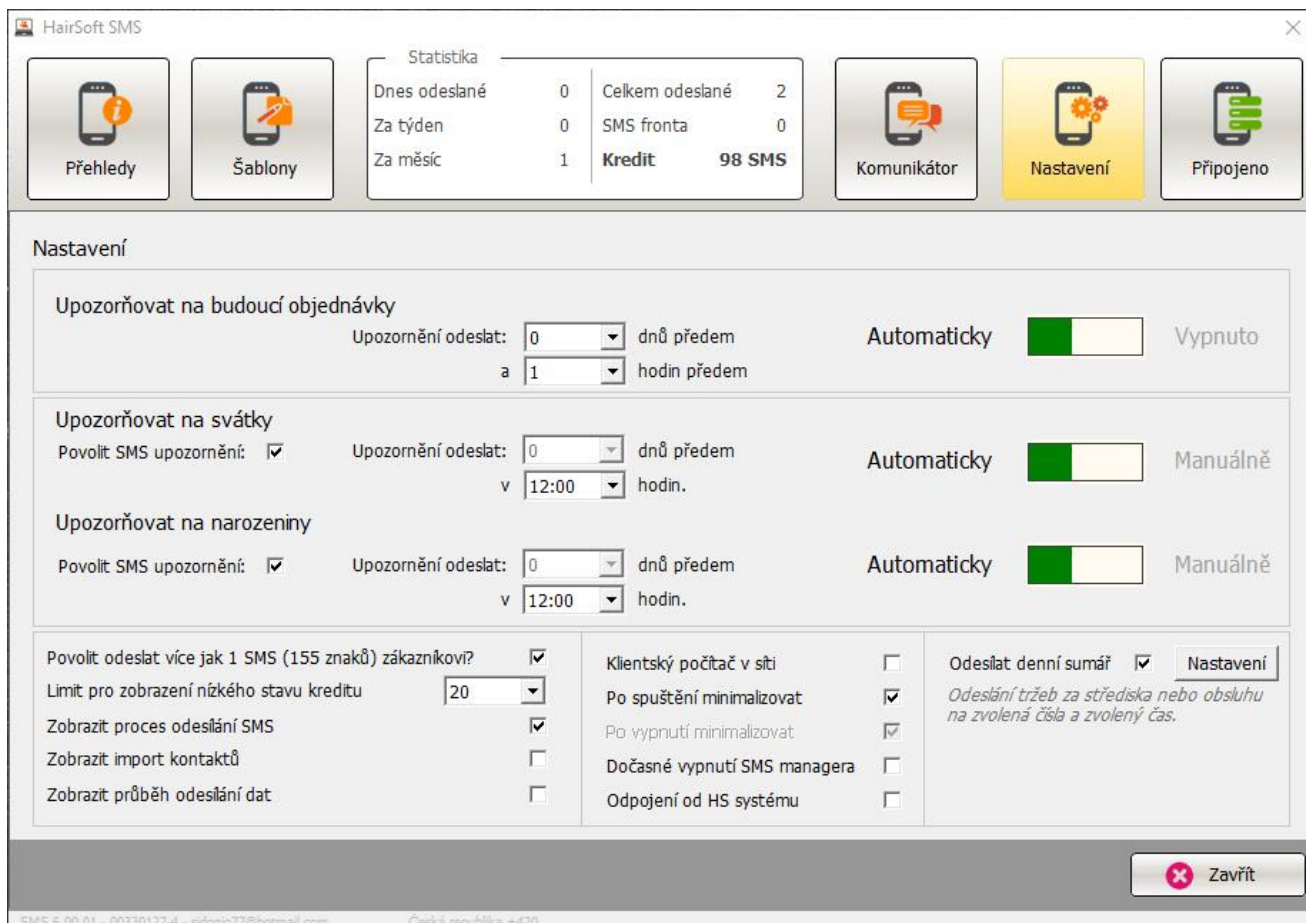 HairSoft SMS
Statistika
Dnes odeslané 0 Celkem odeslané 2
Za týden 0 SMS fronta 0
Za měsíc 1 Kredit 98 SMS
Přehledy Šablony Komunikátor Nastavení Připojeno
Nastavení
Upozorňovat na budoucí objednávky
Upozornění odeslat: 0 dnů předem Automaticky Vypnuto
a 1 hodin předem
Upozorňovat na svátky
Povolit SMS upozornění: Upozornění odeslat: 0 dnů předem Automaticky Manuálně
v 12:00 hodin.
Upozorňovat na narozeniny
Povolit SMS upozornění: Upozornění odeslat: 0 dnů předem Automaticky Manuálně
v 12:00 hodin.
Povolit odeslat více jak 1 SMS (155 znaků) zákazníkovi?
Limit pro zobrazení nízkého stavu kreditu 20
Zobrazit proces odesílání SMS
Zobrazit import kontaktů
Zobrazit průběh odesílání dat
Klientský počítač v síti
Po spuštění minimalizovat
Po vypnutí minimalizovat
Dočasné vypnutí SMS managera
Odpojení od HS systému
Odesílat denní sumář Nastavení
Odeslání tržeb za střediska nebo obsluhu
na zvolená čísla a zvolený čas.
Zavřít
Česká republika +420